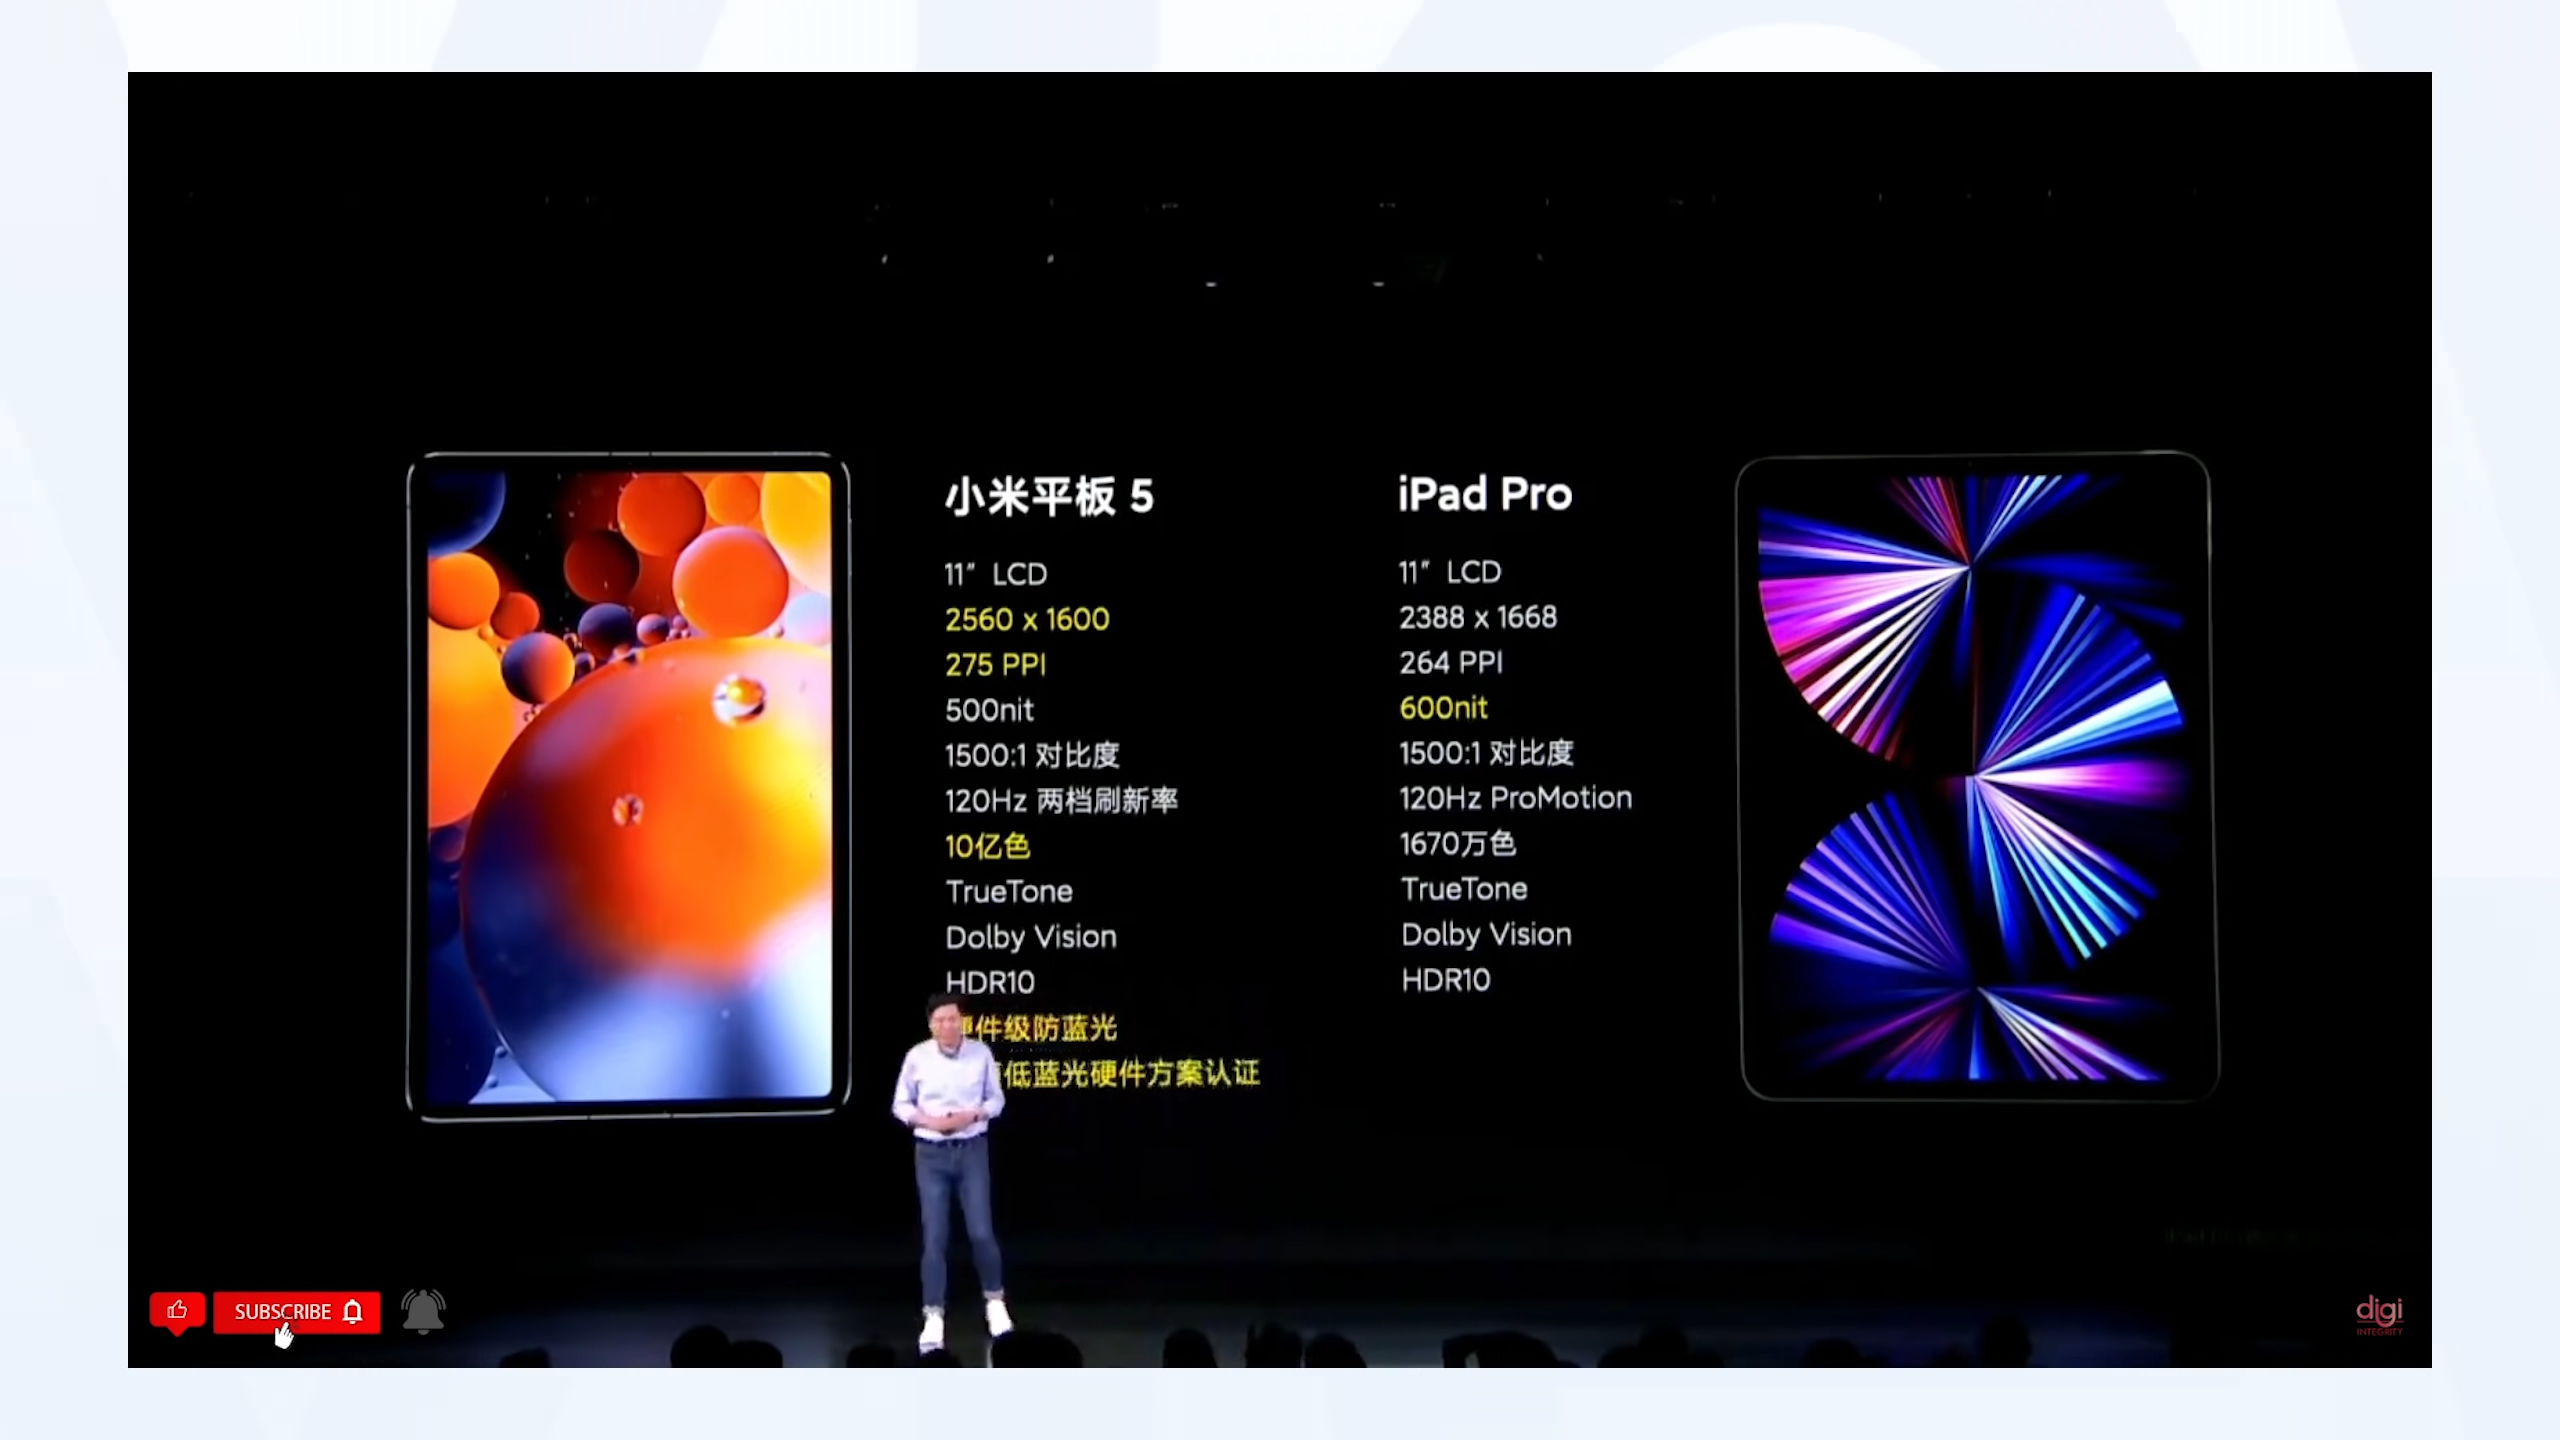 小米平板 5
11" LCD
2560 x 1600
275 PPI
500nit
1500:1 对比度
120Hz 两档刷新率
10亿色
TrueTone
Dolby Vision
HDR10
件级防蓝光
低蓝光硬件方案认证
iPad Pro
11" LCD
2388 x 1668
264 PPI
600nit
1500:1 对比度
120Hz ProMotion
1670万色
TrueTone
Dolby Vision
HDR10
SUBSCRIBE
digi
INTEGRITY